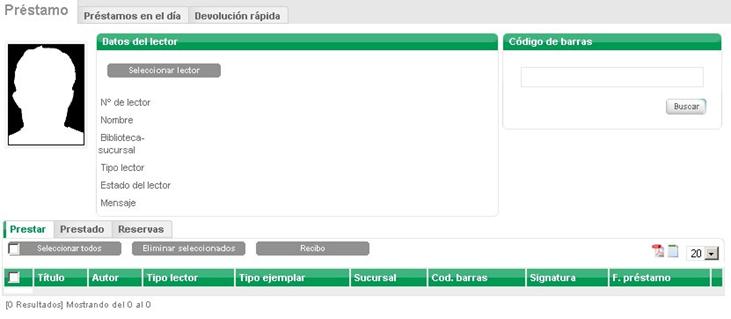 Préstamo Préstamos en el día Devolución rápida
Datos del lector
Seleccionar lector
Nº de lector
Nombre
Biblioteca-
sucursal
Tipo lector
Estado del lector
Mensaje
Código de barras
Buscar
Prestar Prestado Reservas
Seleccionar todos Eliminar seleccionados Recibo 20
Título Autor Tipo lector Tipo ejemplar Sucursal Cod. barras Signatura F. préstamo
[0 Resultados] Mostrando del 0 al 0